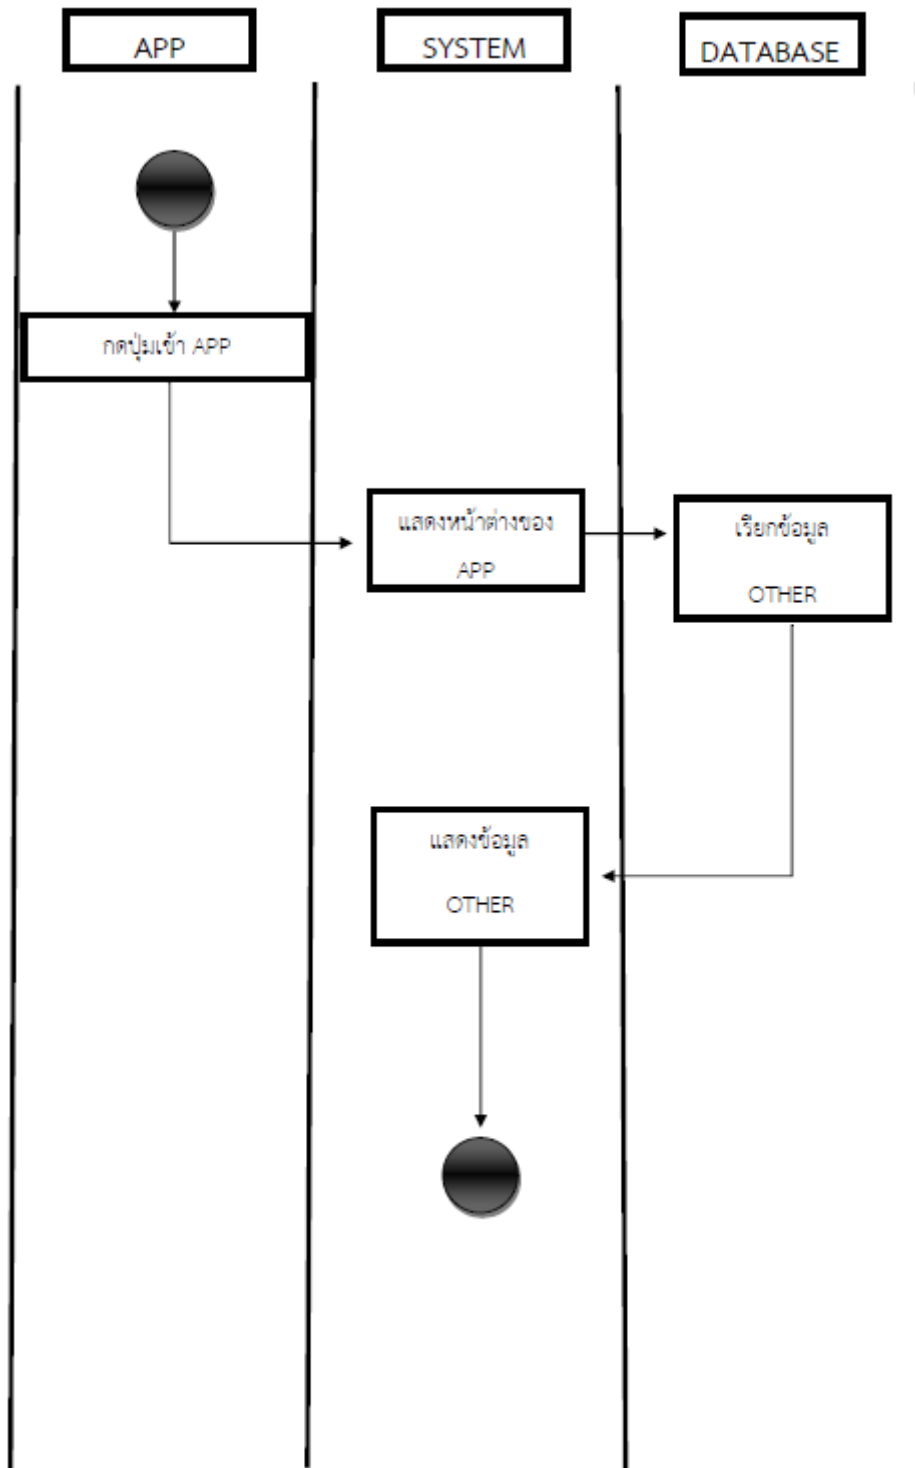 APP
SYSTEM
DATABASE
กดปุ่มเข้า APP
แสดงหน้าต่างของ
APP
เรียกข้อมูล
OTHER
แสดงข้อมูล
OTHER